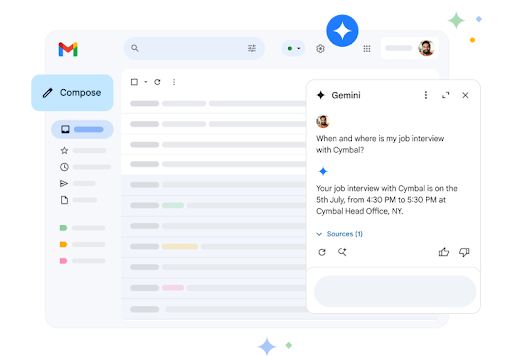 Compose
Gemini
When and where is my job interview
with Cymbal?
Your job interview with Cymbal is on the
5th July, from 4:30 PM to 5:30 PM at
Cymbal Head Office, NY.
Sources (1)